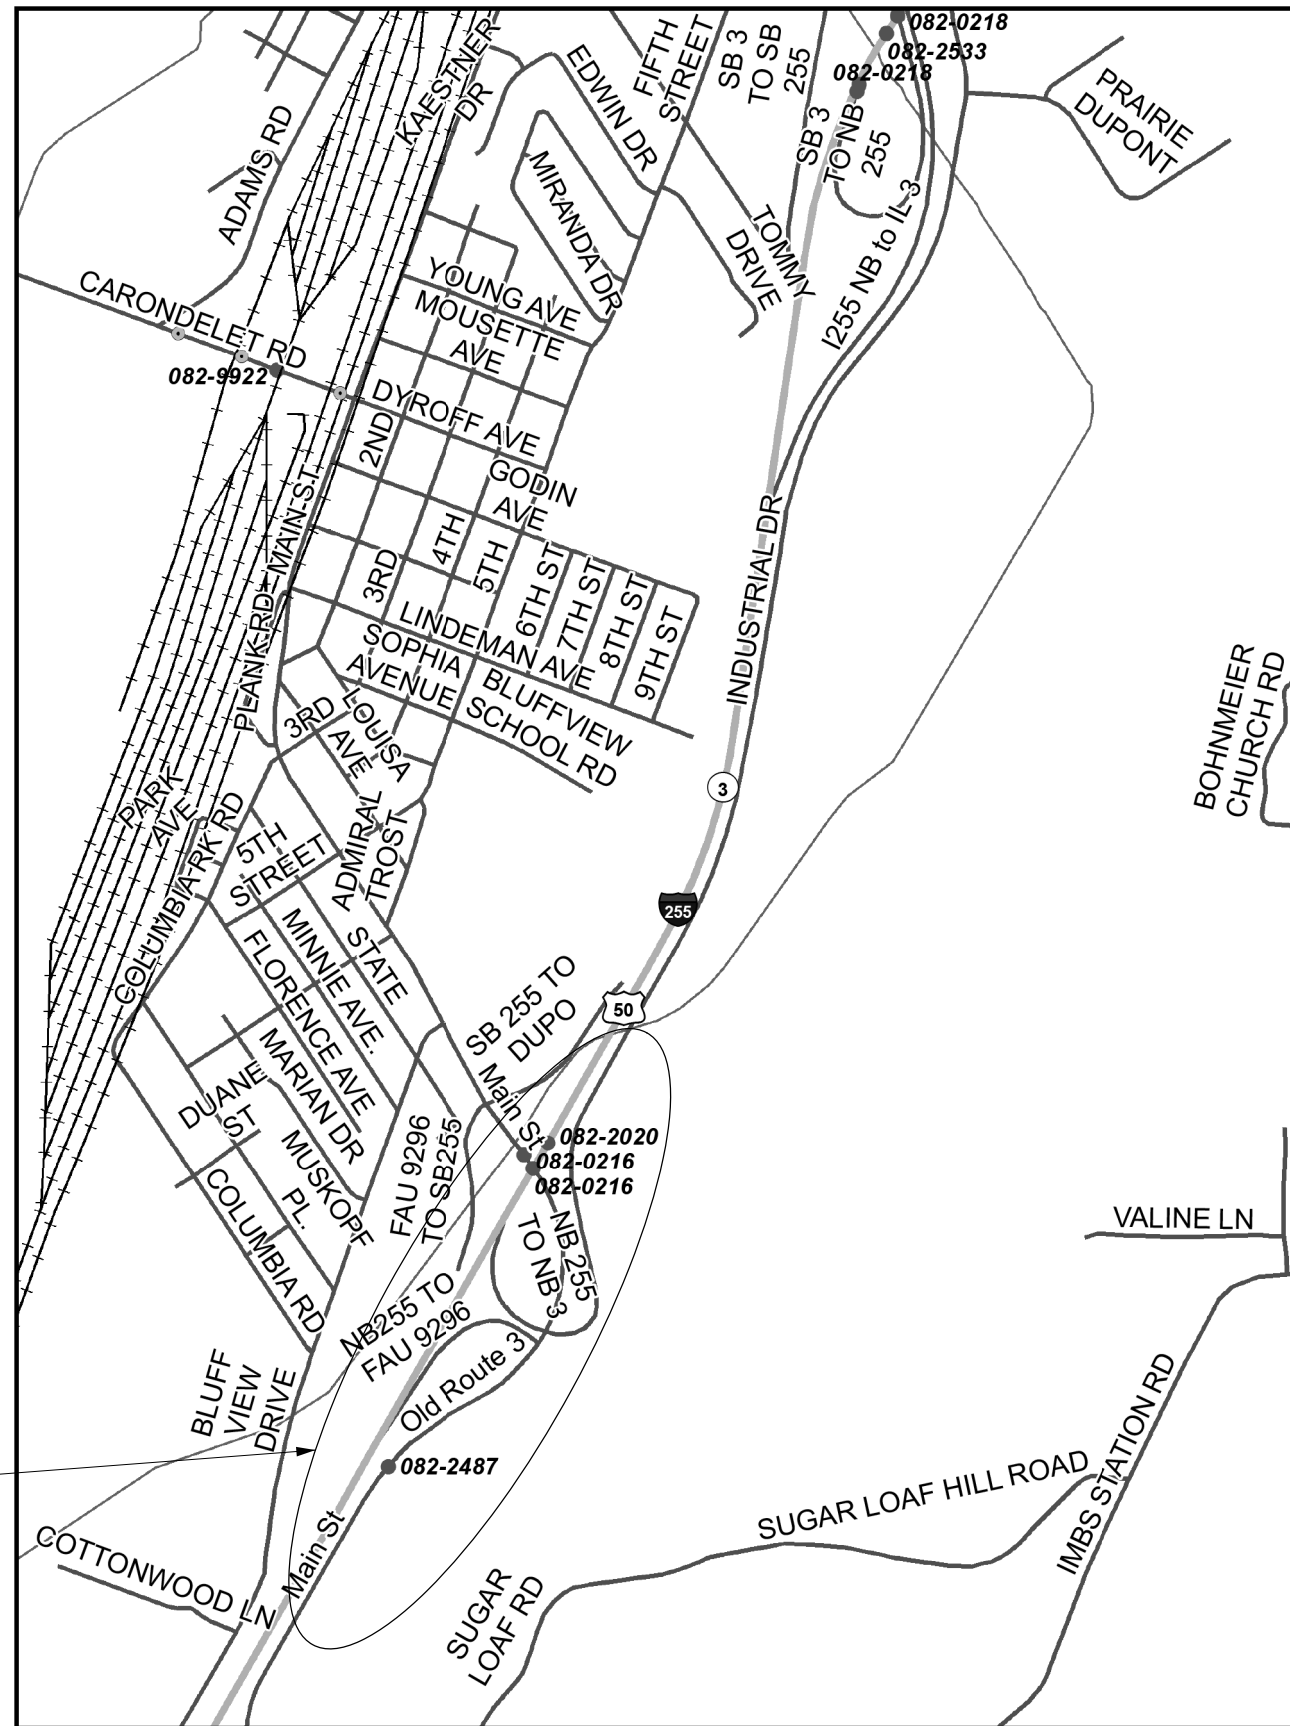 082-0218
082-2533
082-0218
FIFTH
STREET
SB 3
TO SB
255
KAESTNER
DR
EDWIN DR
PRAIRIE
DUPONT
ADAMS RD
SB 3
TO NB
255
MIRANDA DR
TOMMY
DRIVE
I255 NB to IL 3
CARONDELET RD
082-9922
YOUNG AVE
MOUSETTE
AVE
DYROFF AVE
2ND
GODIN
AVE
MAIN ST
PLANK RD
3RD
4TH
5TH
6TH ST
7TH ST
8TH ST
9TH ST
INDUSTRIAL DR
LINDEMAN AVE
SOPHIA
AVENUE
BLUFFVIEW
SCHOOL RD
BOHNMEIER
CHURCH RD
3RD
AVE
LOUISA
3
PARK
AVE
COLUMBIA RK RD
5TH
STREET
ADMIRAL
TROST
255
MINNIE AVE.
STATE
FLORENCE AVE
SB 255 TO
DUPO
50
MARIAN DR
DUANE
ST
MUSKOPF
PL.
Main St
082-2020
082-0216
082-0216
FAU 9296
TO SB255
COLUMBIA RD
NB 255
TO NB 3
VALINE LN
NB255 TO
FAU 9296
Old Route 3
BLUFF
VIEW
DRIVE
082-2487
SUGAR LOAF HILL ROAD
IMBS STATION RD
Main St
COTTONWOOD LN
SUGAR
LOAF RD